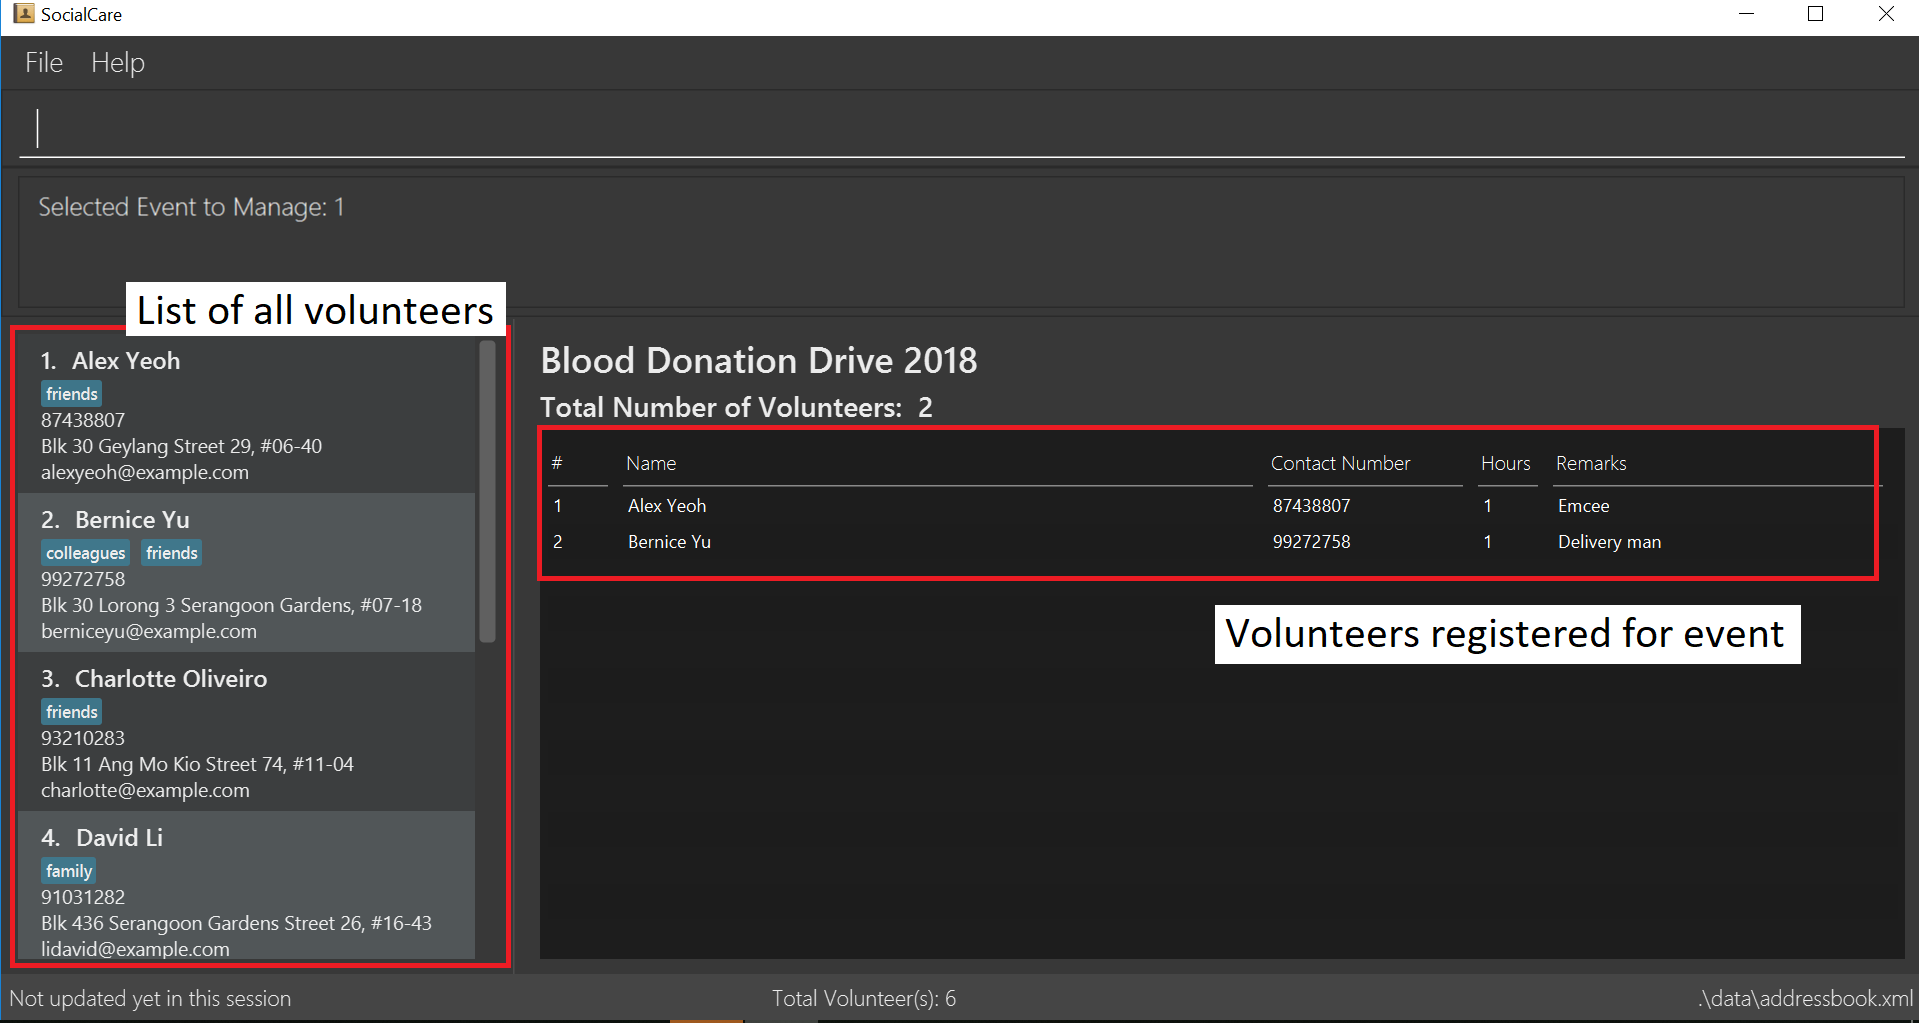 SocialCare
File Help
Selected Event to Manage: 1
List of all volunteers
1. Alex Yeoh
friends
87438807
Blk 30 Geylang Street 29, #06-40
alexyeoh@example.com
2. Bernice Yu
colleagues friends
99272758
Blk 30 Lorong 3 Serangoon Gardens, #07-18
berniceyu@example.com
3. Charlotte Oliveiro
friends
93210283
Blk 11 Ang Mo Kio Street 74, #11-04
charlotte@example.com
4. David Li
family
91031282
Blk 436 Serangoon Gardens Street 26, #16-43
lidavid@example.com
Blood Donation Drive 2018
Total Number of Volunteers: 2
# Name Contact Number Hours Remarks
1 Alex Yeoh 87438807 1 Emcee
2 Bernice Yu 99272758 1 Delivery man
Volunteers registered for event
Not updated yet in this session Total Volunteer(s): 6 .\data\addressbook.xml